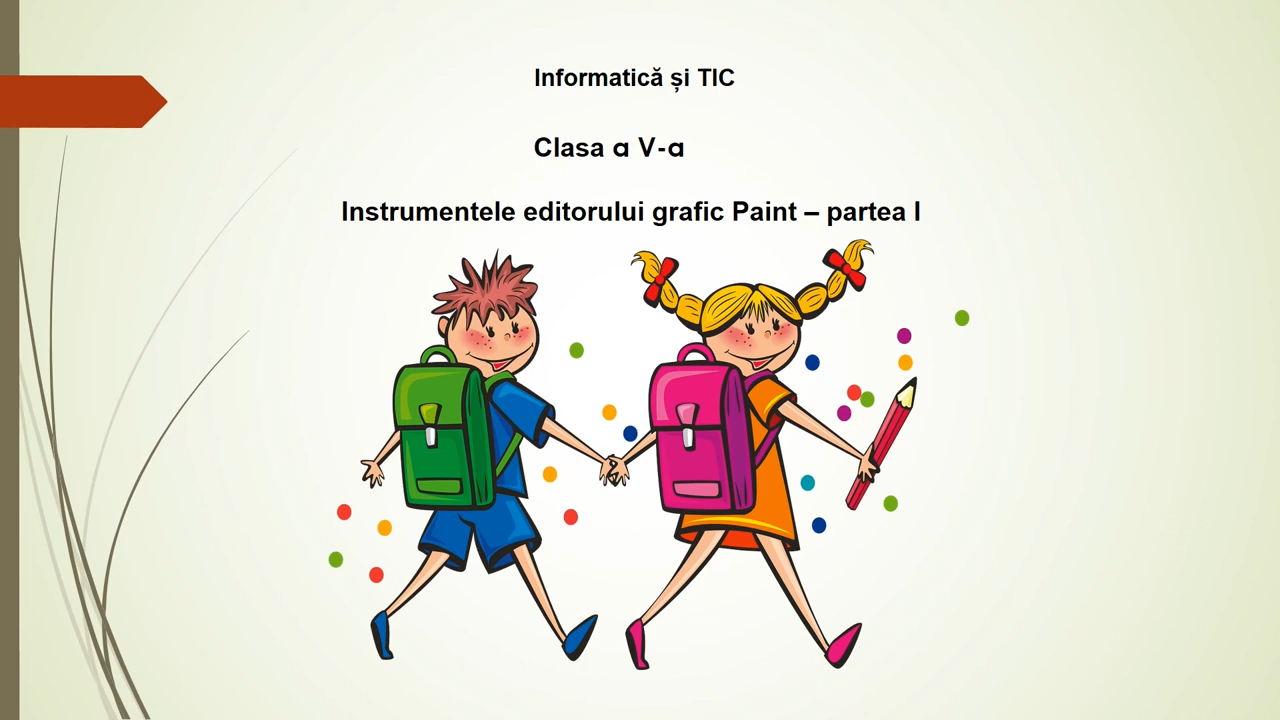 Informatică și TIC
Clasa a V-a
Instrumentele editorului grafic Paint – partea I